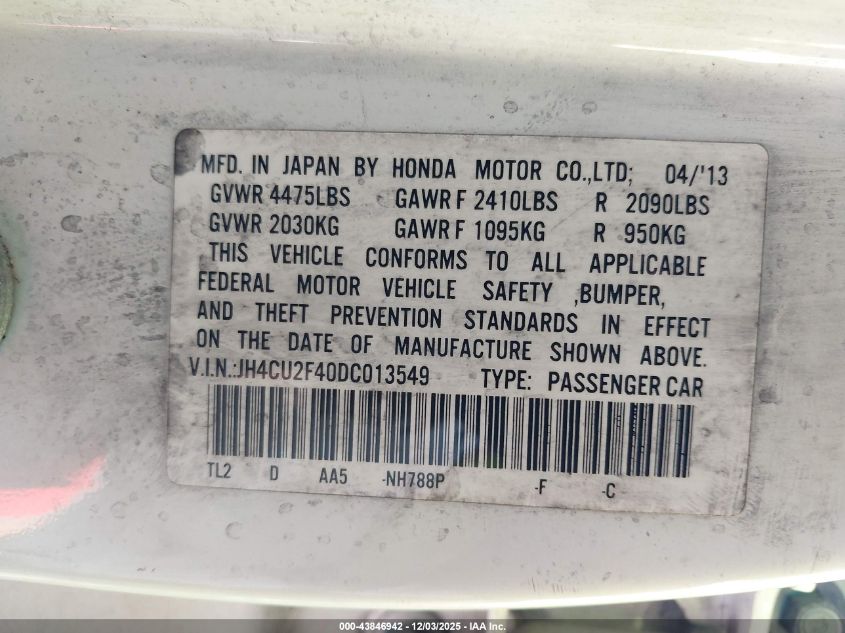 MFD. IN JAPAN BY HONDA MOTOR CO.,LTD; 04/'13
GVWR 4475LBS GAWR F 2410LBS R 2090LBS
GVWR 2030KG GAWR F 1095KG R 950KG
THIS VEHICLE CONFORMS TO ALL APPLICABLE
FEDERAL MOTOR VEHICLE SAFETY ,BUMPER,
AND THEFT PREVENTION STANDARDS IN EFFECT
ON THE DATE OF MANUFACTURE SHOWN ABOVE.
V.I.N.:JH4CU2F40DC013549 TYPE: PASSENGER CAR
TL2 D AA5 -NH788P -F -C
000-43846942 - 12/03/2025 - IAA Inc.